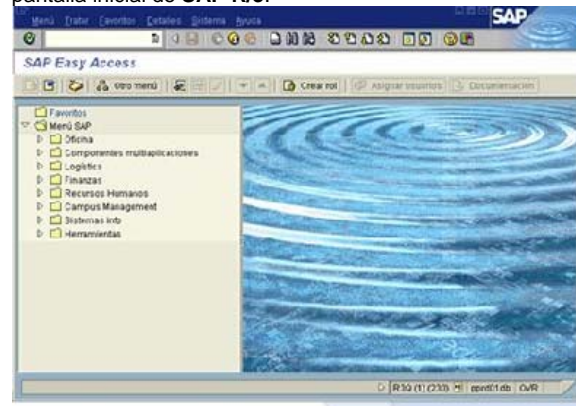 pantalla inicial de SAP R/3.
Menú Tratar Favoritos Detalles Sistema Ayuda
SAP
SAP Easy Access
Otro menú Crear rol Asignar usuarios Documentación
Favoritos
Menú SAP
Oficina
Componentes multiaplicaciones
Logística
Finanzas
Recursos Humanos
Campus Management
Sistemas info
Herramientas
(1) (230) OVR